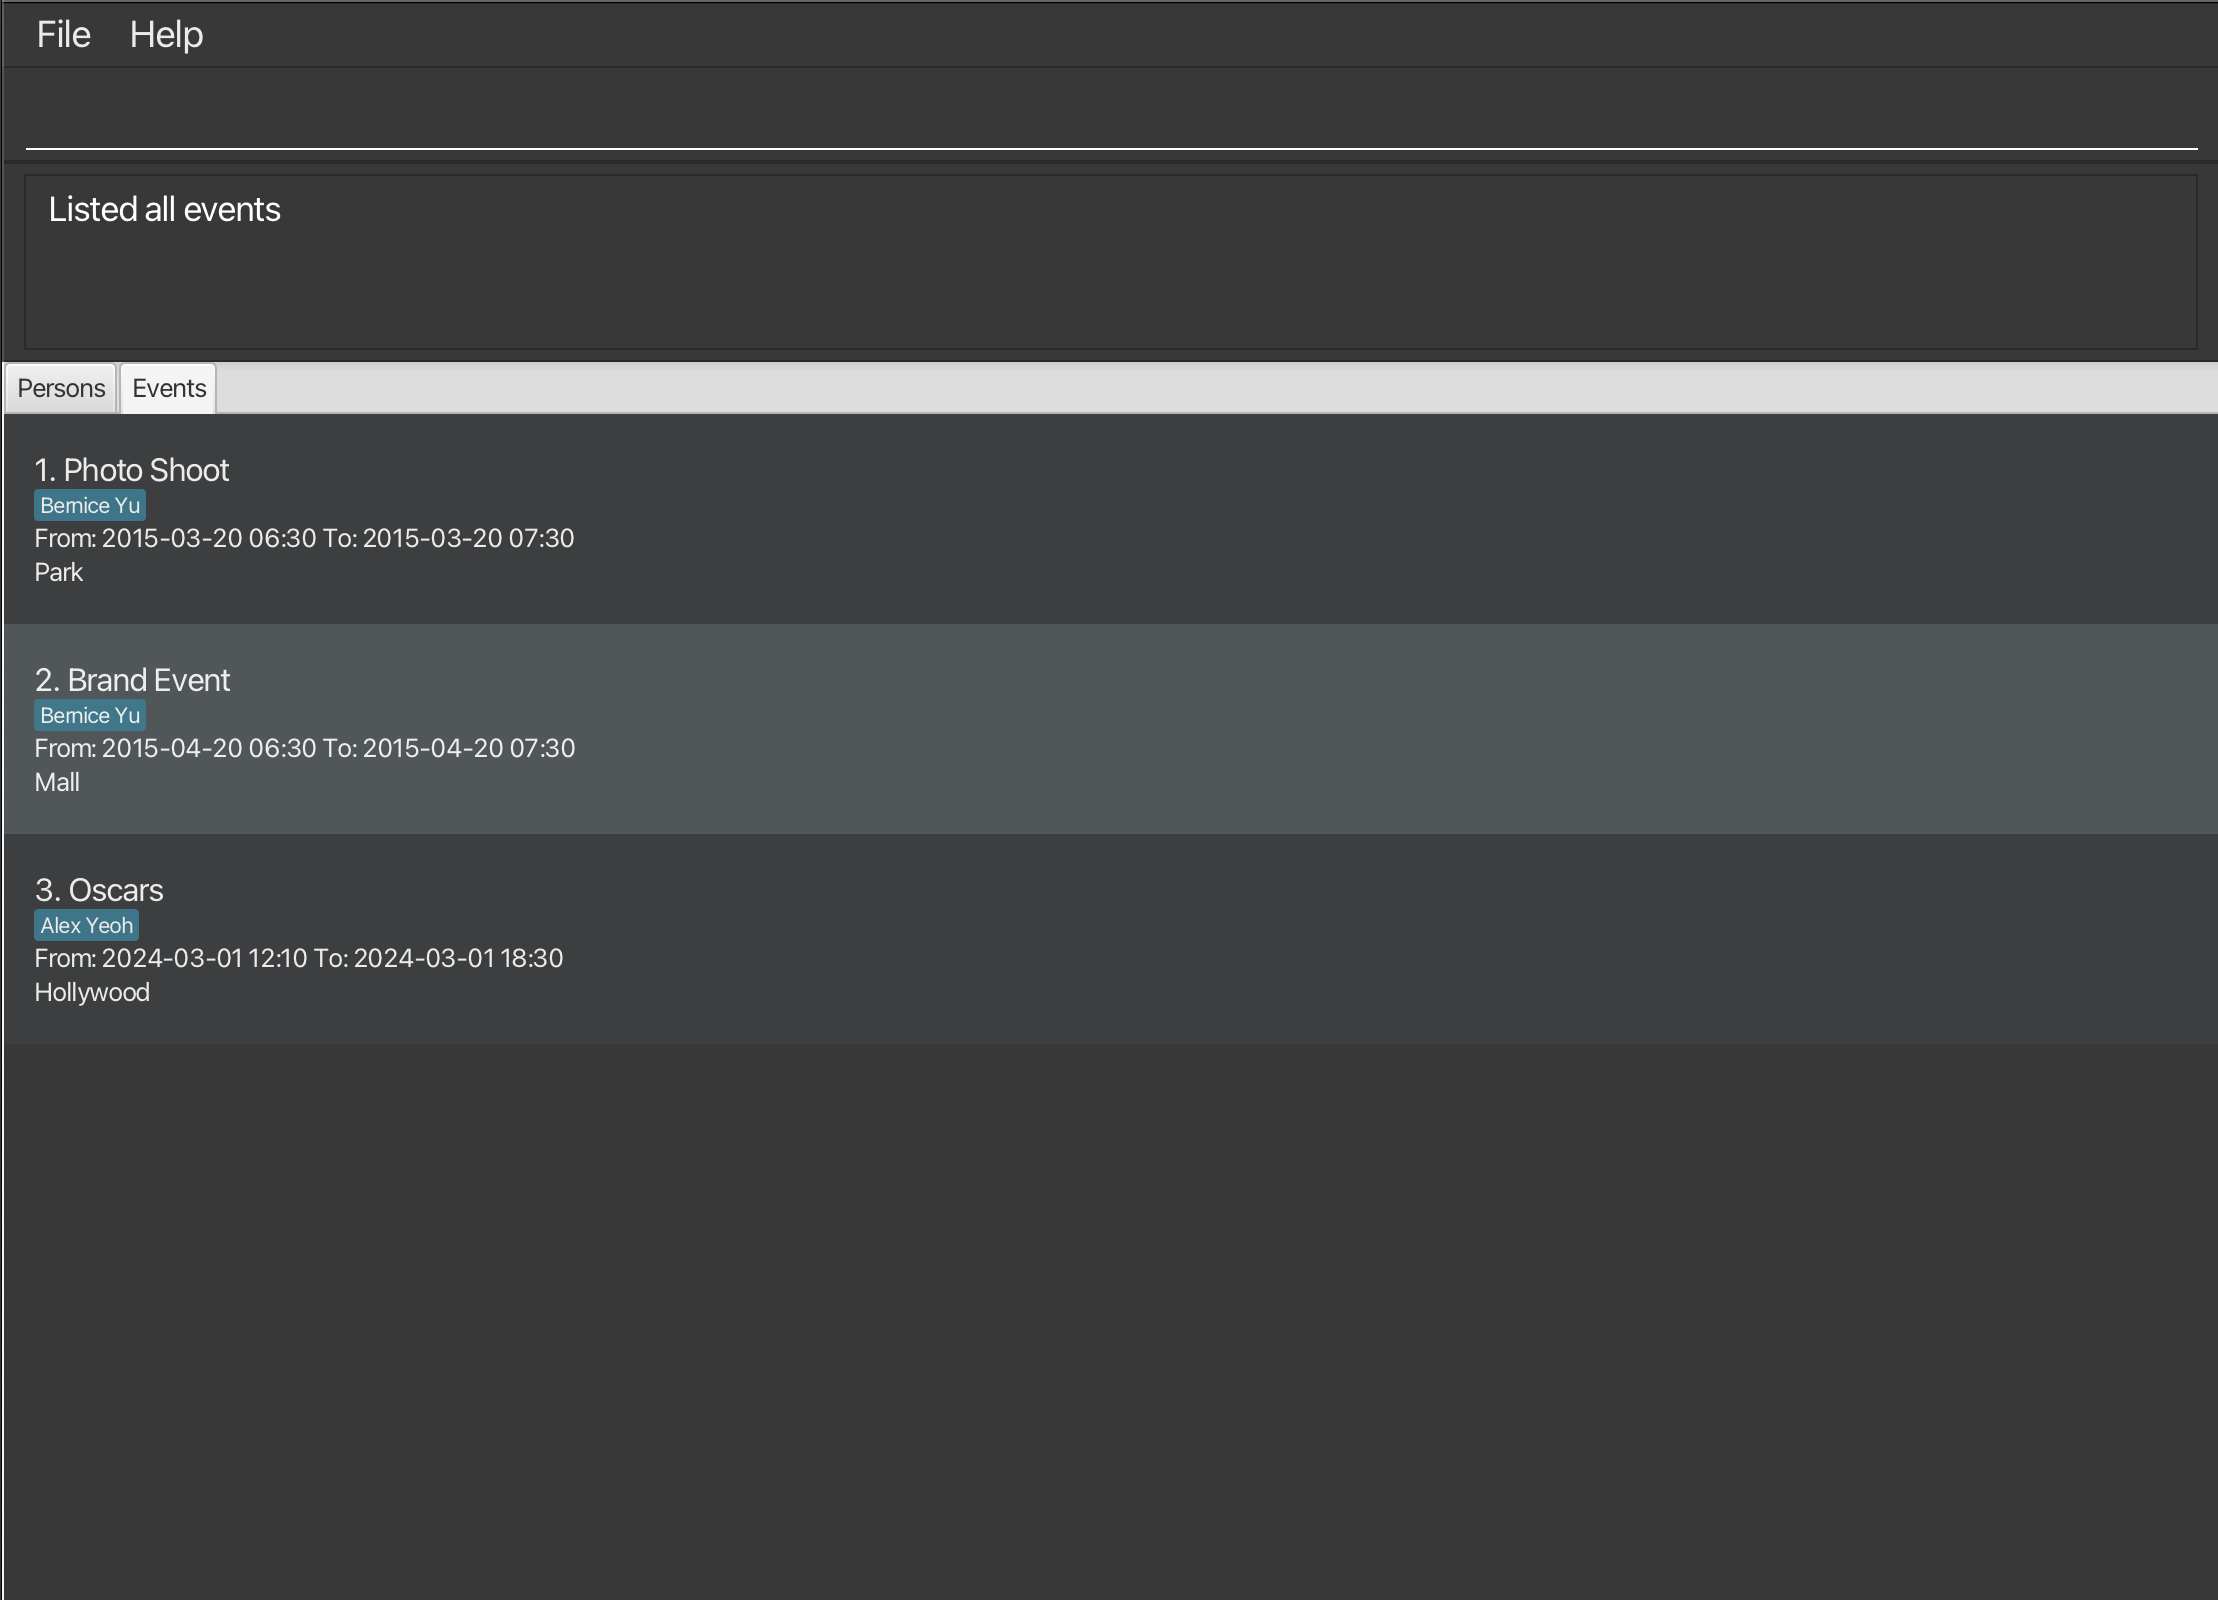 File Help
Listed all events
Persons Events
1. Photo Shoot
Bernice Yu
From: 2015-03-20 06:30 To: 2015-03-20 07:30
Park
2. Brand Event
Bernice Yu
From: 2015-04-20 06:30 To: 2015-04-20 07:30
Mall
3. Oscars
Alex Yeoh
From: 2024-03-01 12:10 To: 2024-03-01 18:30
Hollywood